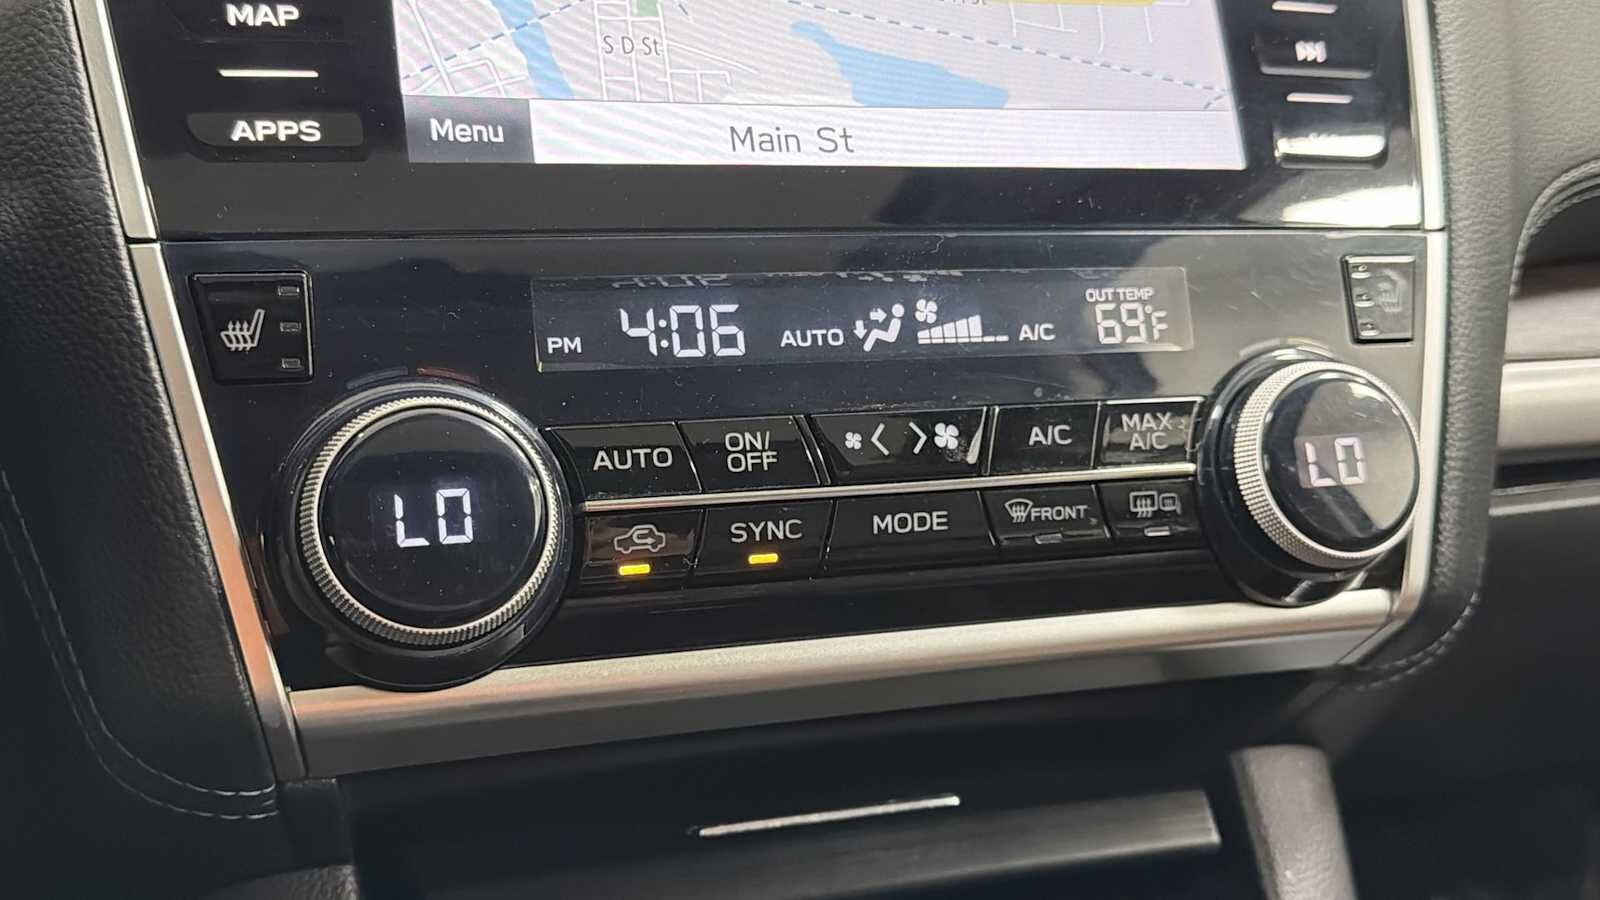 MAP
APPS
S D St
Menu
Main St
PM 4:06 AUTO A/C
OUT TEMP
69°F
LO
AUTO
ON/
OFF
A/C
MAX
A/C
LO
SYNC
MODE
FRONT